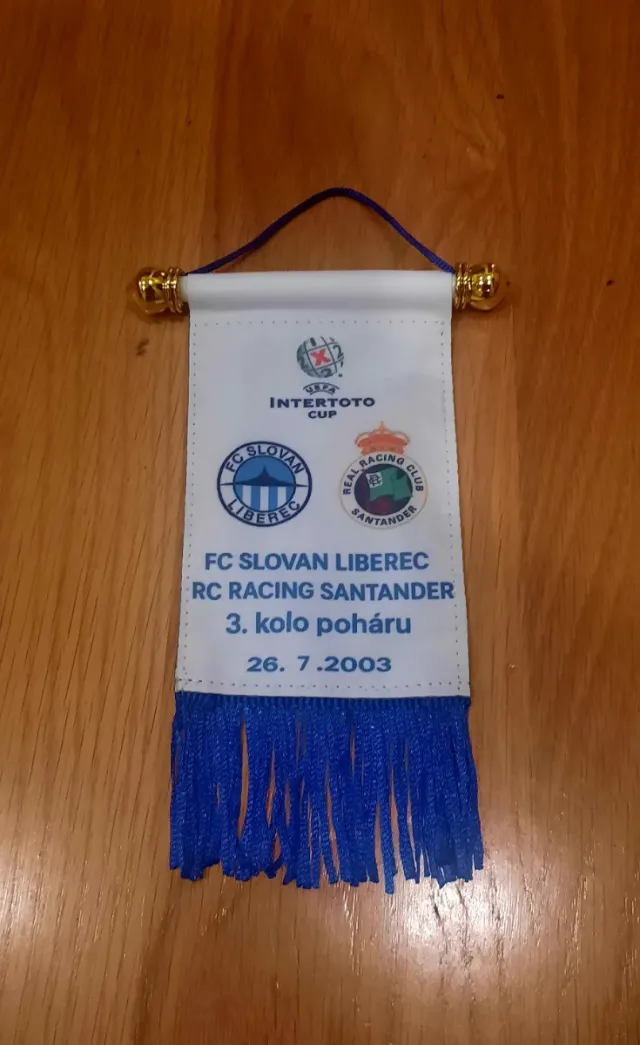 UEFA
INTERTOTO
CUP
FC SLOVAN
LIBEREC
REAL RACING CLUB
SANTANDER
FC SLOVAN LIBEREC
RC RACING SANTANDER
3. kolo poháru
26. 7.2003